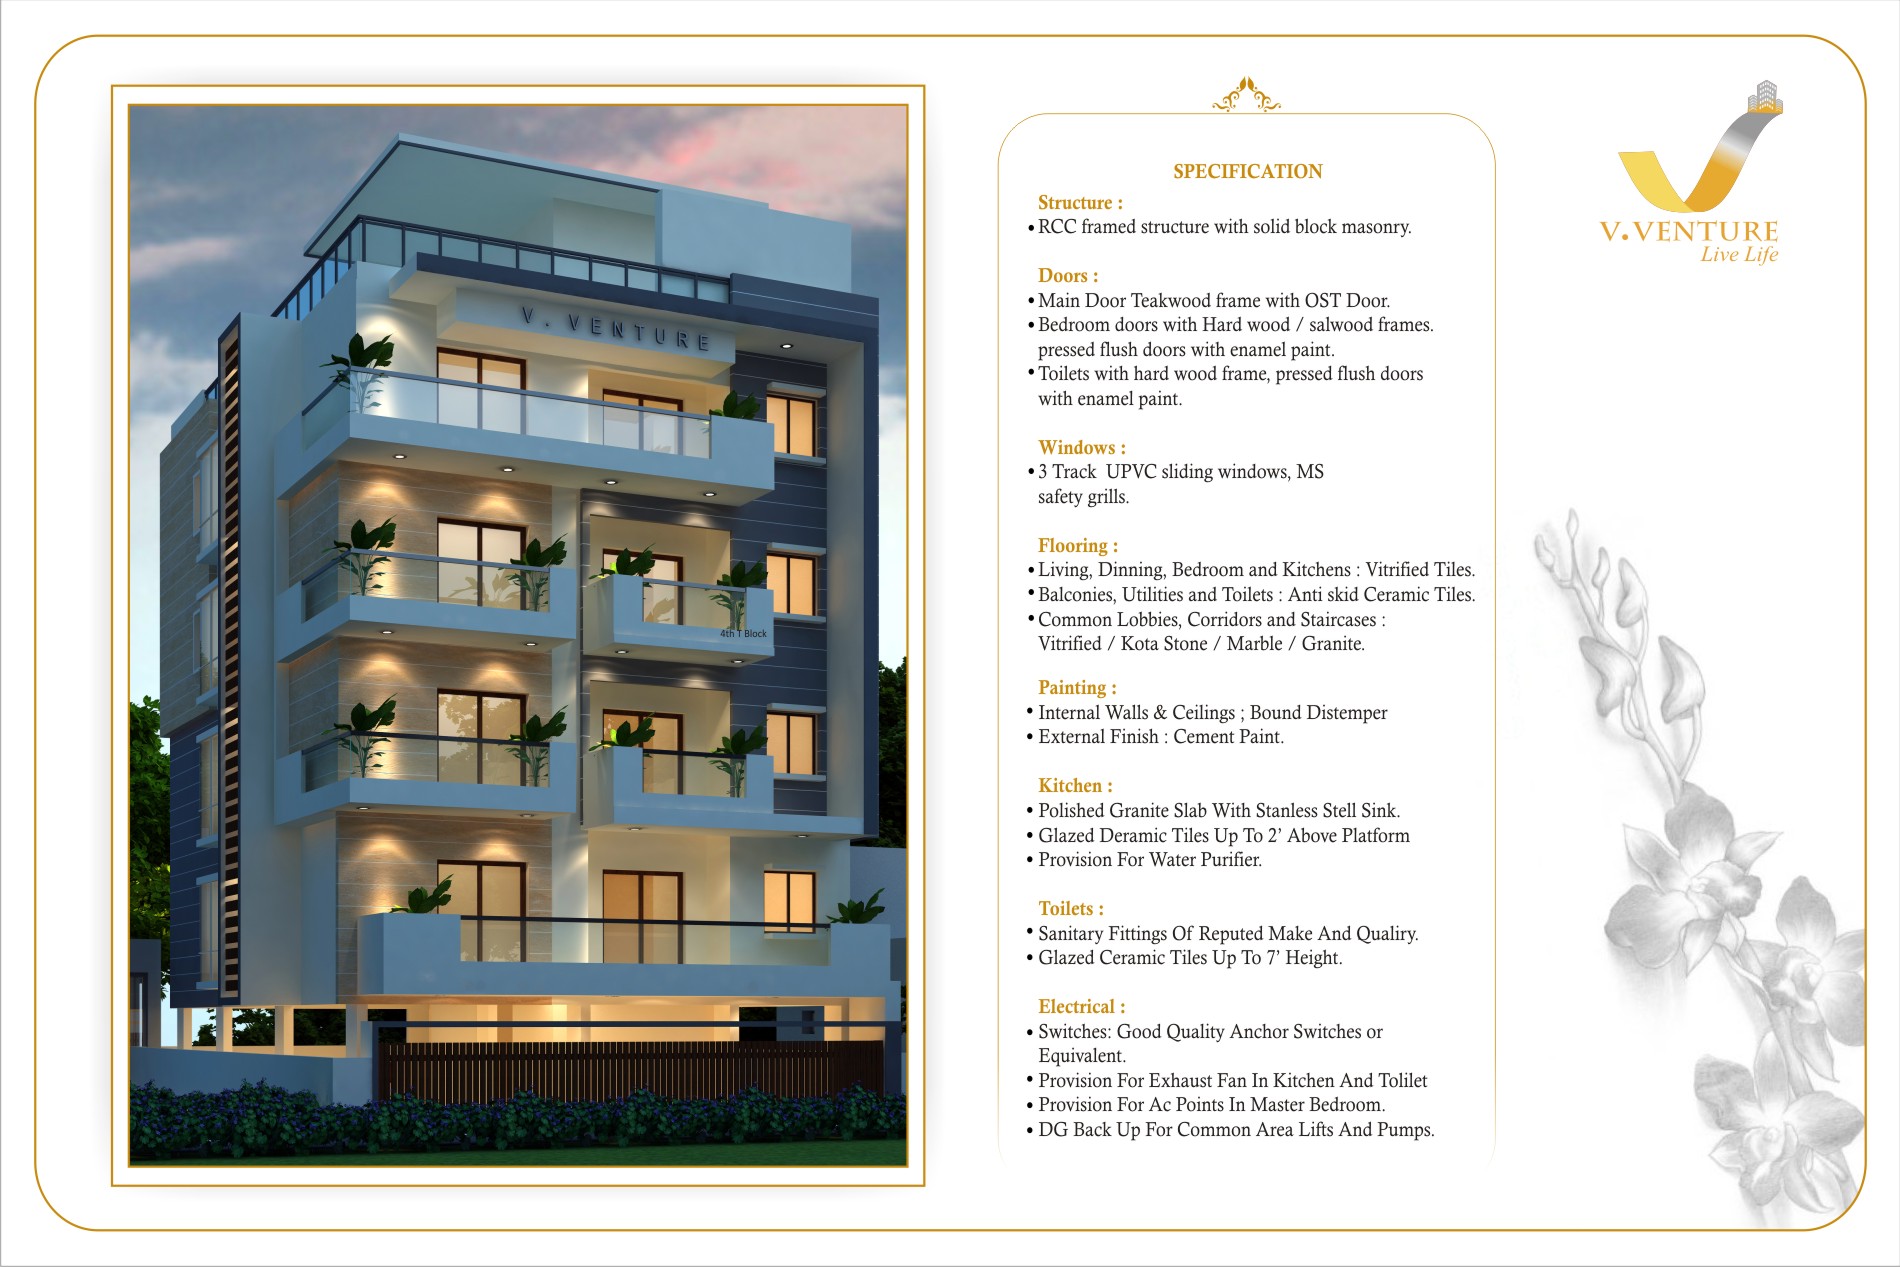 V. VENTURE
4th T Block
SPECIFICATION
Structure :
• RCC framed structure with solid block masonry.
Doors :
• Main Door Teakwood frame with OST Door.
• Bedroom doors with Hard wood / salwood frames.
pressed flush doors with enamel paint.
• Toilets with hard wood frame, pressed flush doors
with enamel paint.
Windows :
• 3 Track UPVC sliding windows, MS
safety grills.
Flooring :
• Living, Dinning, Bedroom and Kitchens : Vitrified Tiles.
• Balconies, Utilities and Toilets : Anti skid Ceramic Tiles.
• Common Lobbies, Corridors and Staircases :
Vitrified / Kota Stone / Marble / Granite.
Painting :
• Internal Walls & Ceilings ; Bound Distemper
• External Finish : Cement Paint.
Kitchen :
• Polished Granite Slab With Stanless Stell Sink.
• Glazed Deramic Tiles Up To 2’ Above Platform
• Provision For Water Purifier.
Toilets :
• Sanitary Fittings Of Reputed Make And Qualiry.
• Glazed Ceramic Tiles Up To 7’ Height.
Electrical :
• Switches: Good Quality Anchor Switches or
Equivalent.
• Provision For Exhaust Fan In Kitchen And Tolilet
• Provision For Ac Points In Master Bedroom.
• DG Back Up For Common Area Lifts And Pumps.
V.VENTURE
Live Life